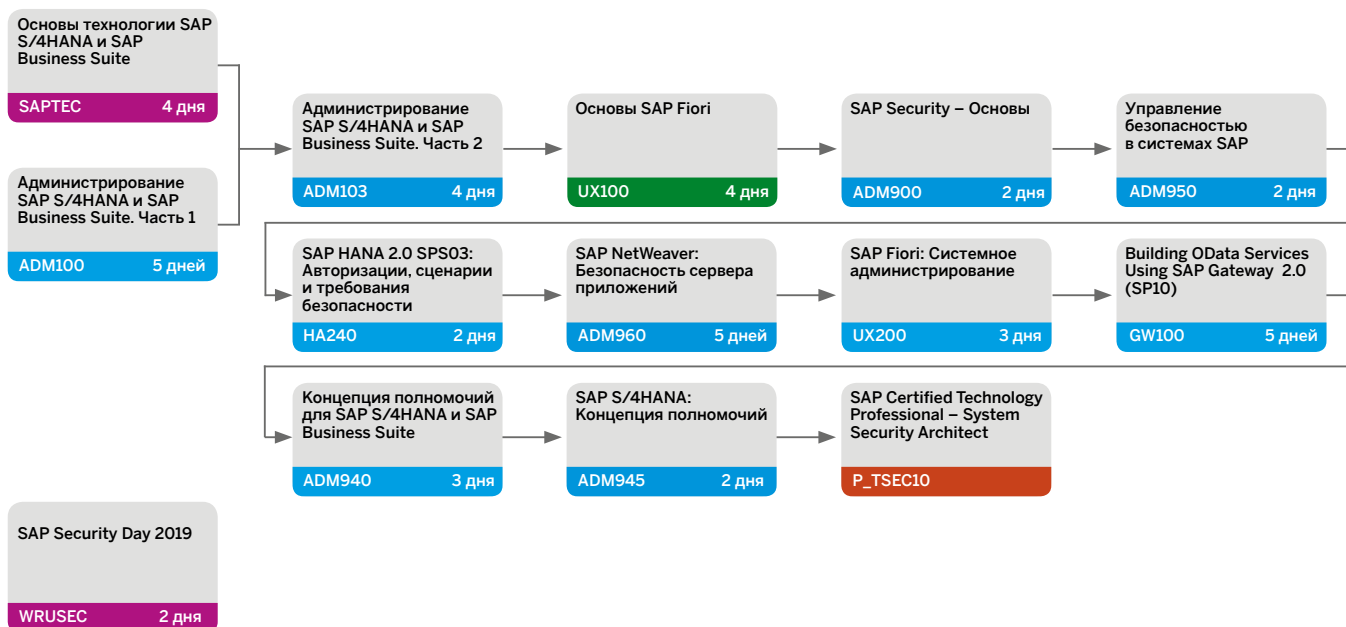 Основы технологии SAP
S/4HANA и SAP
Business Suite
SAPTEC 4 дня
Администрирование
SAP S/4HANA и SAP
Business Suite. Часть 1
ADM100 5 дней
Администрирование
SAP S/4HANA и SAP
Business Suite. Часть 2
ADM103 4 дня
Основы SAP Fiori
UX100 4 дня
SAP Security – Основы
ADM900 2 дня
Управление
безопасностью
в системах SAP
ADM950 2 дня
SAP HANA 2.0 SPS03:
Авторизации, сценарии
и требования
безопасности
HA240 2 дня
SAP NetWeaver:
Безопасность сервера
приложений
ADM960 5 дней
SAP Fiori: Системное
администрирование
UX200 3 дня
Building OData Services
Using SAP Gateway 2.0
(SP10)
GW100 5 дней
Концепция полномочий
для SAP S/4HANA и SAP
Business Suite
ADM940 3 дня
SAP S/4HANA:
Концепция полномочий
ADM945 2 дня
SAP Certified Technology
Professional – System
Security Architect
P_TSEC10
SAP Security Day 2019
WRUSEC 2 дня